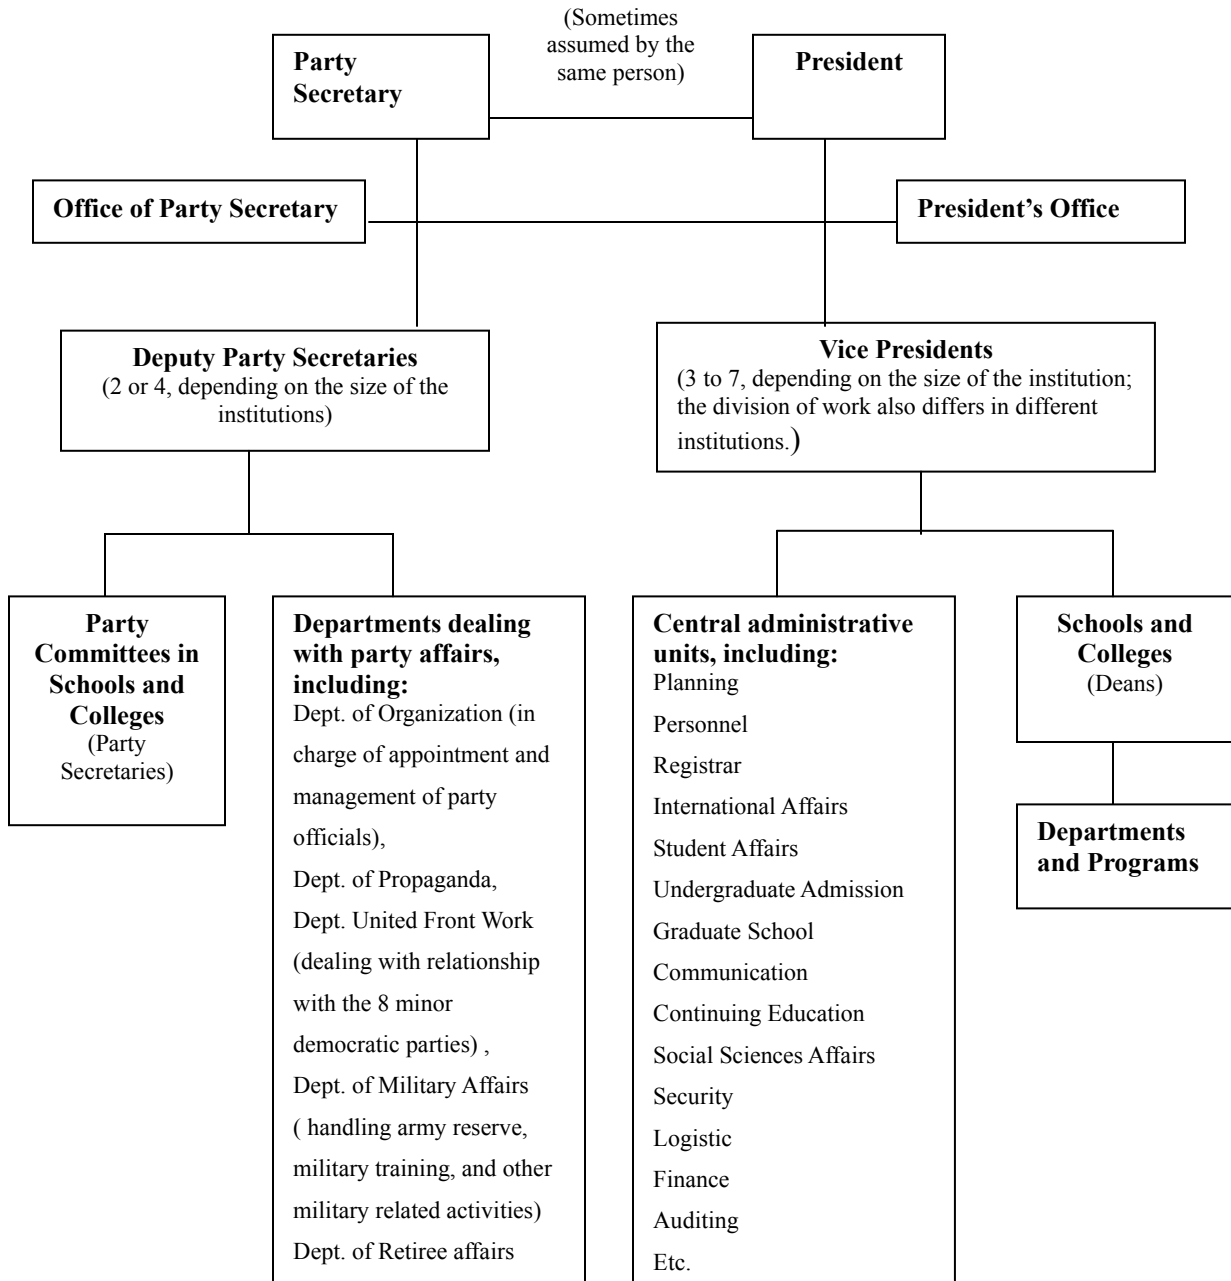 (Sometimes
assumed by the
same person)
Party
Secretary
President
Office of Party Secretary
President’s Office
Deputy Party Secretaries
(2 or 4, depending on the size of the
institutions)
Vice Presidents
(3 to 7, depending on the size of the institution;
the division of work also differs in different
institutions.)
Party
Committees in
Schools and
Colleges
(Party
Secretaries)
Departments dealing
with party affairs,
including:
Dept. of Organization (in
charge of appointment and
management of party
officials),
Dept. of Propaganda,
Dept. United Front Work
(dealing with relationship
with the 8 minor
democratic parties) ,
Dept. of Military Affairs
( handling army reserve,
military training, and other
military related activities)
Dept. of Retiree affairs
Central administrative
units, including:
Planning
Personnel
Registrar
International Affairs
Student Affairs
Undergraduate Admission
Graduate School
Communication
Continuing Education
Social Sciences Affairs
Security
Logistic
Finance
Auditing
Etc.
Schools and
Colleges
(Deans)
Departments
and Programs